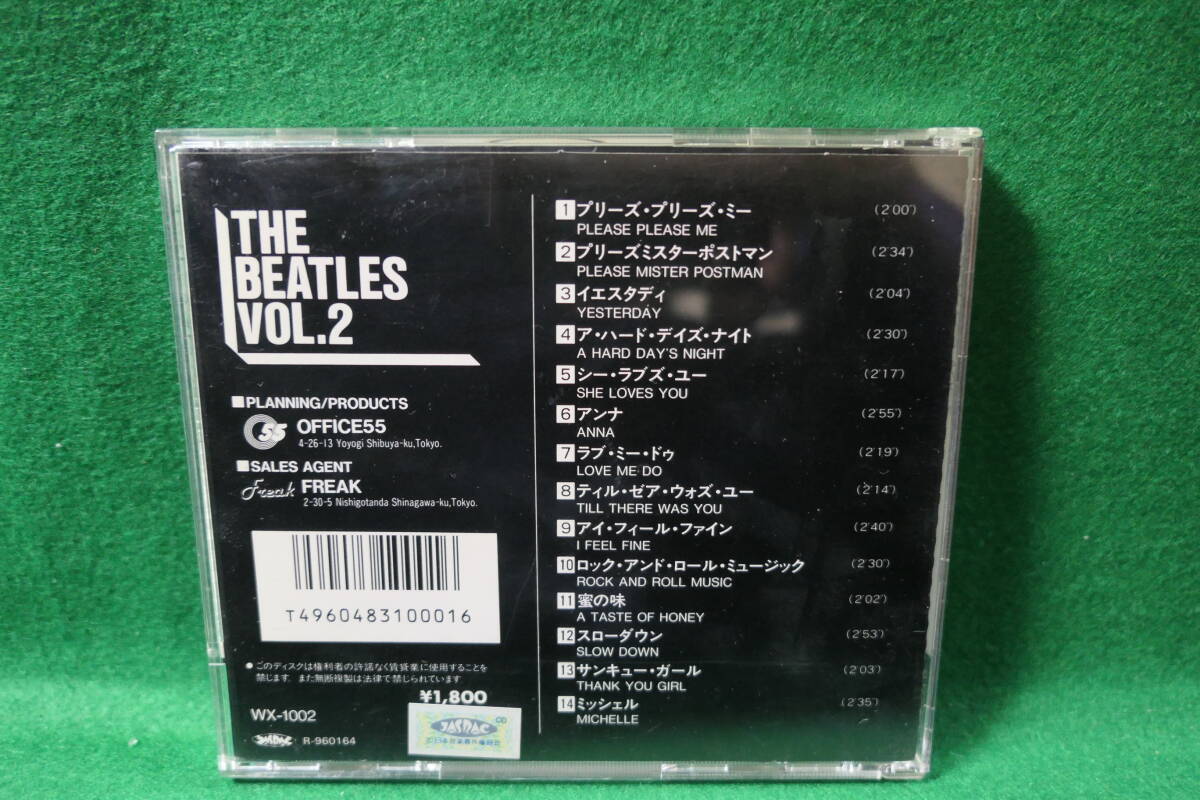 THE
BEATLES
VOL.2
■PLANNING/PRODUCTS
55 OFFICE55
4-26-13 Yoyogi Shibuya-ku,Tokyo.
■SALES AGENT
Freak FREAK
2-30-5 Nishigotanda Shinagawa-ku,Tokyo.
T4960483100016
●このディスクは権利者の許諾なく賃貸業に使用することを
禁じます。また無断複製は法律で禁じられています
¥1,800
WX-1002
JASRAC R-960164
JASRAC CD
1 プリーズ・プリーズ・ミー (2'00")
PLEASE PLEASE ME
2 プリーズミスターポストマン (2'34")
PLEASE MISTER POSTMAN
3 イエスタディ (2'04")
YESTERDAY
4 ア・ハード・デイズ・ナイト (2'30")
A HARD DAY'S NIGHT
5 シー・ラブズ・ユー (2'17")
SHE LOVES YOU
6 アンナ (2'55")
ANNA
7 ラブ・ミー・ドゥ (2'19")
LOVE ME DO
8 ティル・ゼア・ウォズ・ユー (2'14")
TILL THERE WAS YOU
9 アイ・フィール・ファイン (2'40")
I FEEL FINE
10 ロック・アンド・ロール・ミュージック (2'30")
ROCK AND ROLL MUSIC
11 蜜の味 (2'02")
A TASTE OF HONEY
12 スローダウン (2'53")
SLOW DOWN
13 サンキュー・ガール (2'03")
THANK YOU GIRL
14 ミッシェル (2'35")
MICHELLE